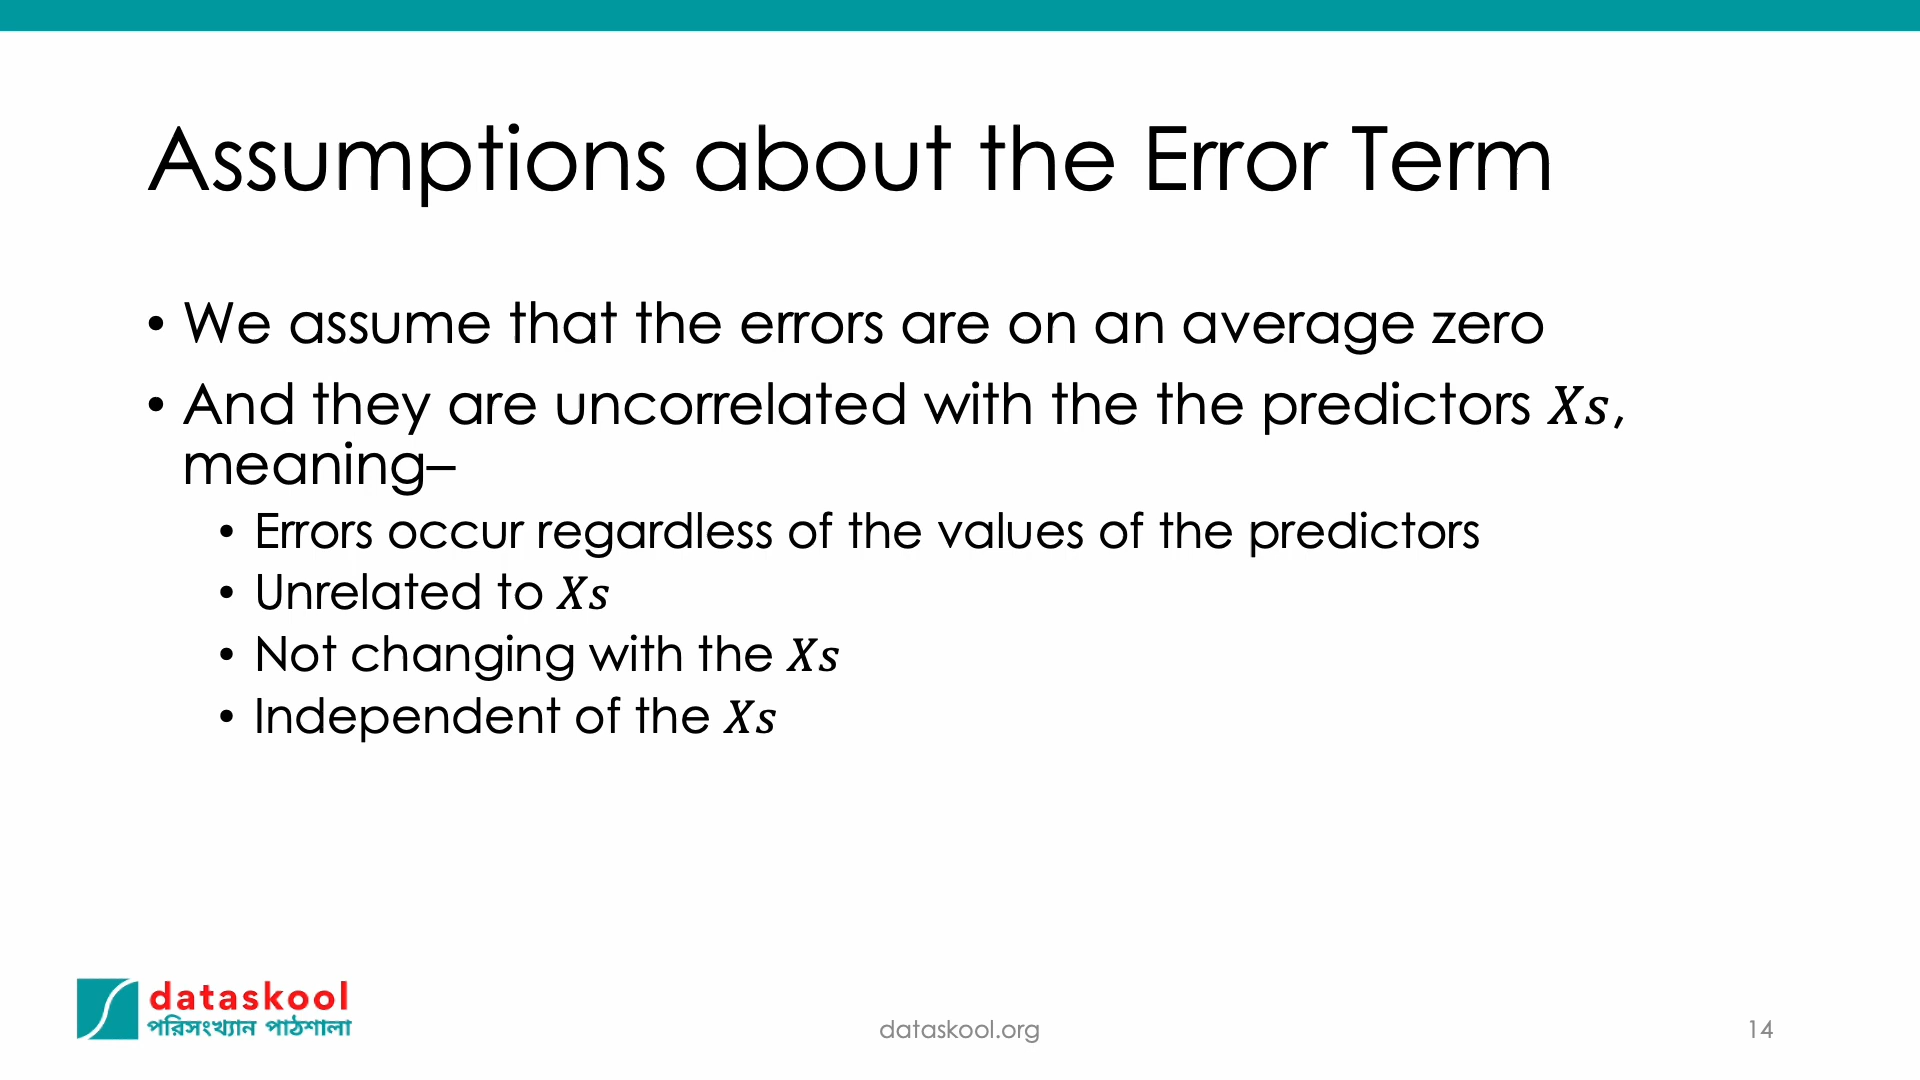 Assumptions about the Error Term
• We assume that the errors are on an average zero
• And they are uncorrelated with the the predictors Xs,
meaning–
• Errors occur regardless of the values of the predictors
• Unrelated to Xs
• Not changing with the Xs
• Independent of the Xs
dataskool
পরিসংখ্যান পাঠশালা
dataskool.org
14